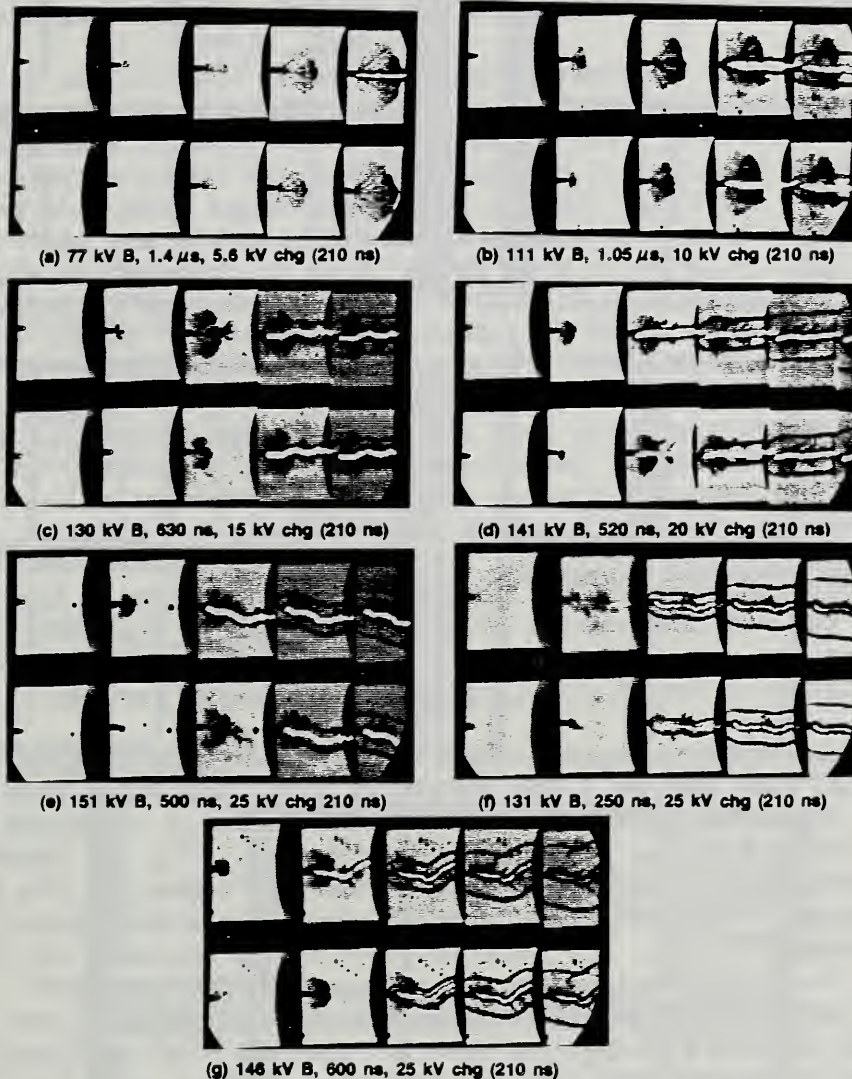 (a) 77 kV B, 1.4 μs, 5.6 kV chg (210 ns)
(b) 111 kV B, 1.05 μs, 10 kV chg (210 ns)
(c) 130 kV B, 630 ns, 15 kV chg (210 ns)
(d) 141 kV B, 520 ns, 20 kV chg (210 ns)
(e) 151 kV B, 500 ns, 25 kV chg 210 ns)
(f) 131 kV B, 250 ns, 25 kV chg (210 ns)
(g) 146 kV B, 600 ns, 25 kV chg (210 ns)